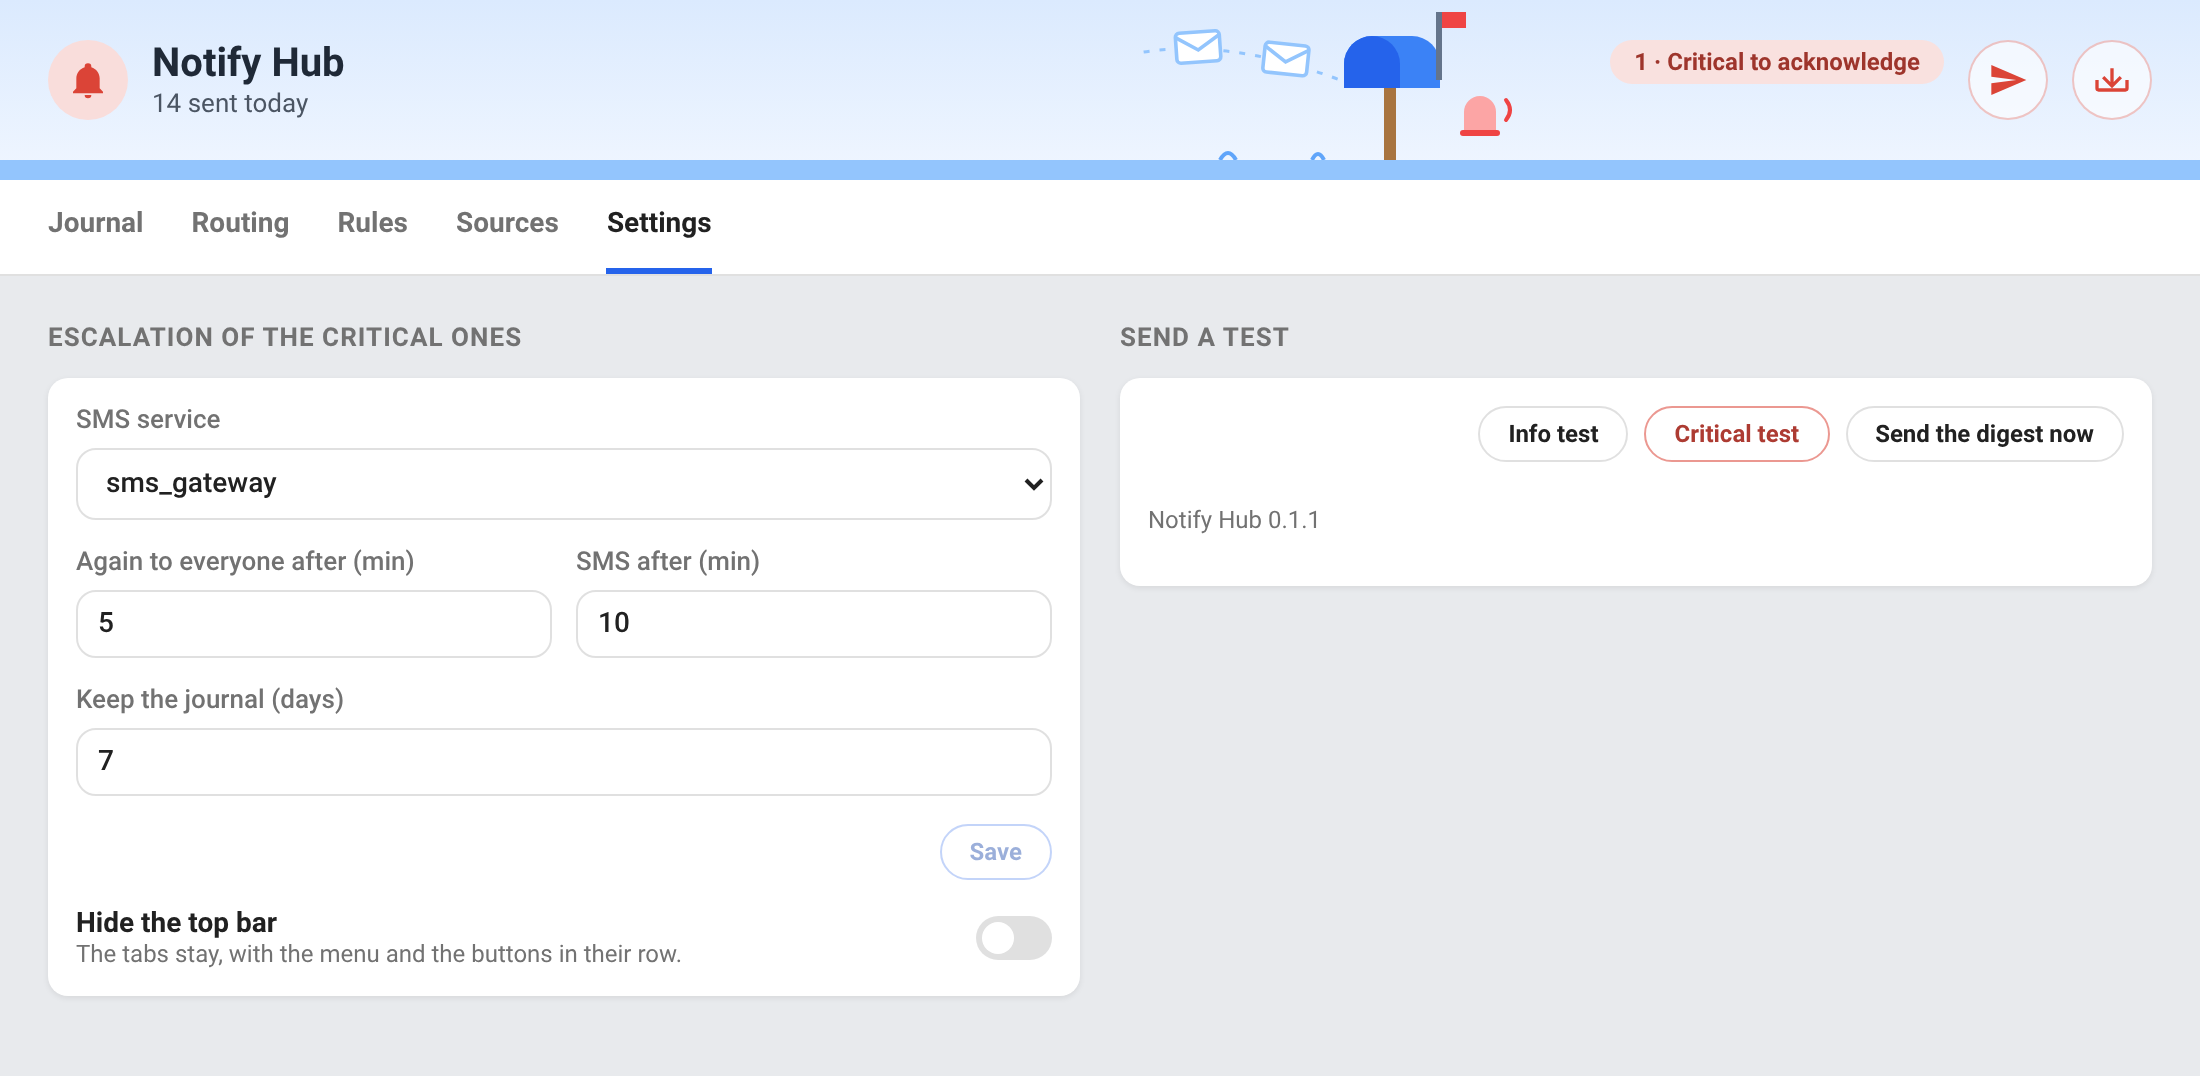 Notify Hub
14 sent today
1 · Critical to acknowledge
Journal
Routing
Rules
Sources
Settings
ESCALATION OF THE CRITICAL ONES
SMS service
sms_gateway
Again to everyone after (min)
SMS after (min)
5
10
Keep the journal (days)
7
Save
Hide the top bar
The tabs stay, with the menu and the buttons in their row.
SEND A TEST
Info test
Critical test
Send the digest now
Notify Hub 0.1.1